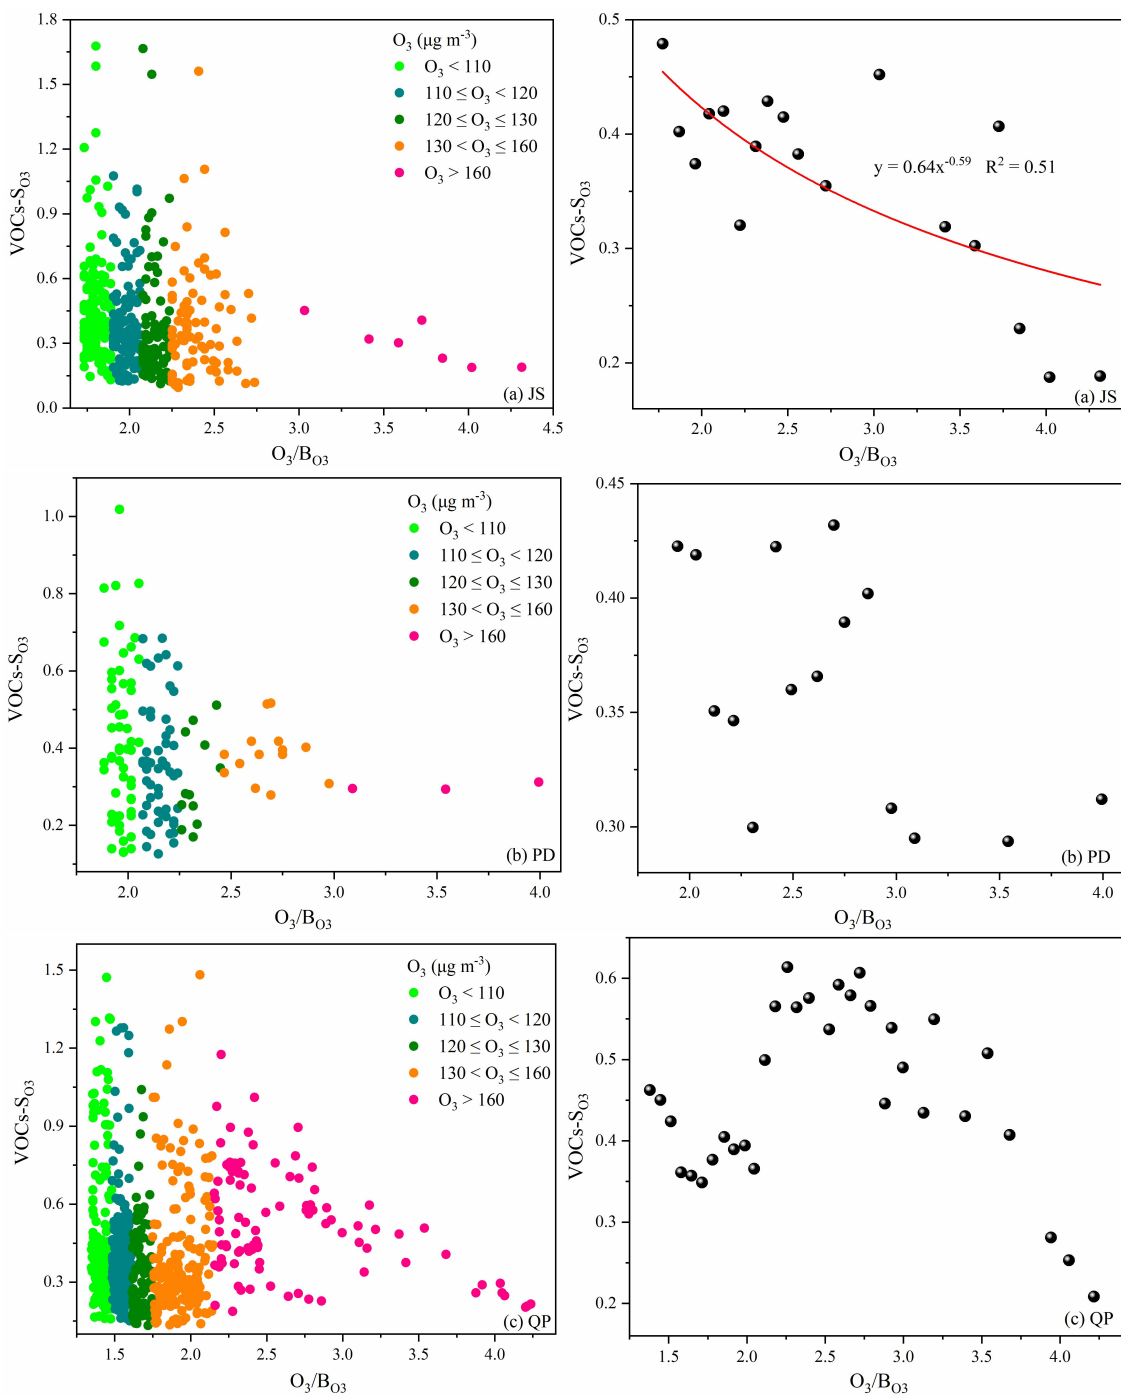 1.8
1.5
1.2
0.9
0.6
0.3
0.0
VOCs-S_O3
O₃ (μg m⁻³)
O₃ < 110
110 ≤ O₃ < 120
120 ≤ O₃ ≤ 130
130 < O₃ ≤ 160
O₃ > 160
(a) JS
2.0 2.5 3.0 3.5 4.0 4.5
O₃/B_O3
0.5
0.4
0.3
0.2
VOCs-S_O3
y = 0.64x^-0.59 R² = 0.51
(a) JS
2.0 2.5 3.0 3.5 4.0
O₃/B_O3
1.0
0.8
0.6
0.4
0.2
VOCs-S_O3
O₃ (μg m⁻³)
O₃ < 110
110 ≤ O₃ < 120
120 ≤ O₃ ≤ 130
130 < O₃ ≤ 160
O₃ > 160
(b) PD
2.0 2.5 3.0 3.5 4.0
O₃/B_O3
0.45
0.40
0.35
0.30
VOCs-S_O3
(b) PD
2.0 2.5 3.0 3.5 4.0
O₃/B_O3
1.5
1.2
0.9
0.6
0.3
VOCs-S_O3
O₃ (μg m⁻³)
O₃ < 110
110 ≤ O₃ < 120
120 ≤ O₃ ≤ 130
130 < O₃ ≤ 160
O₃ > 160
(c) QP
1.5 2.0 2.5 3.0 3.5 4.0
O₃/B_O3
0.6
0.5
0.4
0.3
0.2
VOCs-S_O3
(c) QP
1.5 2.0 2.5 3.0 3.5 4.0
O₃/B_O3